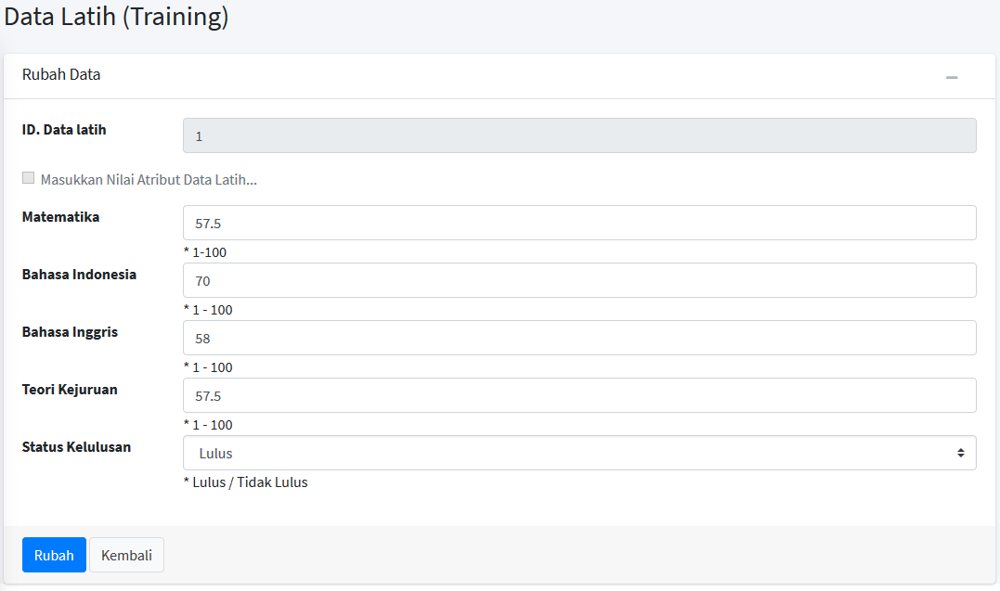 Data Latih (Training)
Rubah Data
ID. Data latih
1
Masukkan Nilai Atribut Data Latih...
Matematika
57.5
* 1-100
Bahasa Indonesia
70
* 1 - 100
Bahasa Inggris
58
* 1 - 100
Teori Kejuruan
57.5
* 1 - 100
Status Kelulusan
Lulus
* Lulus / Tidak Lulus
Rubah Kembali